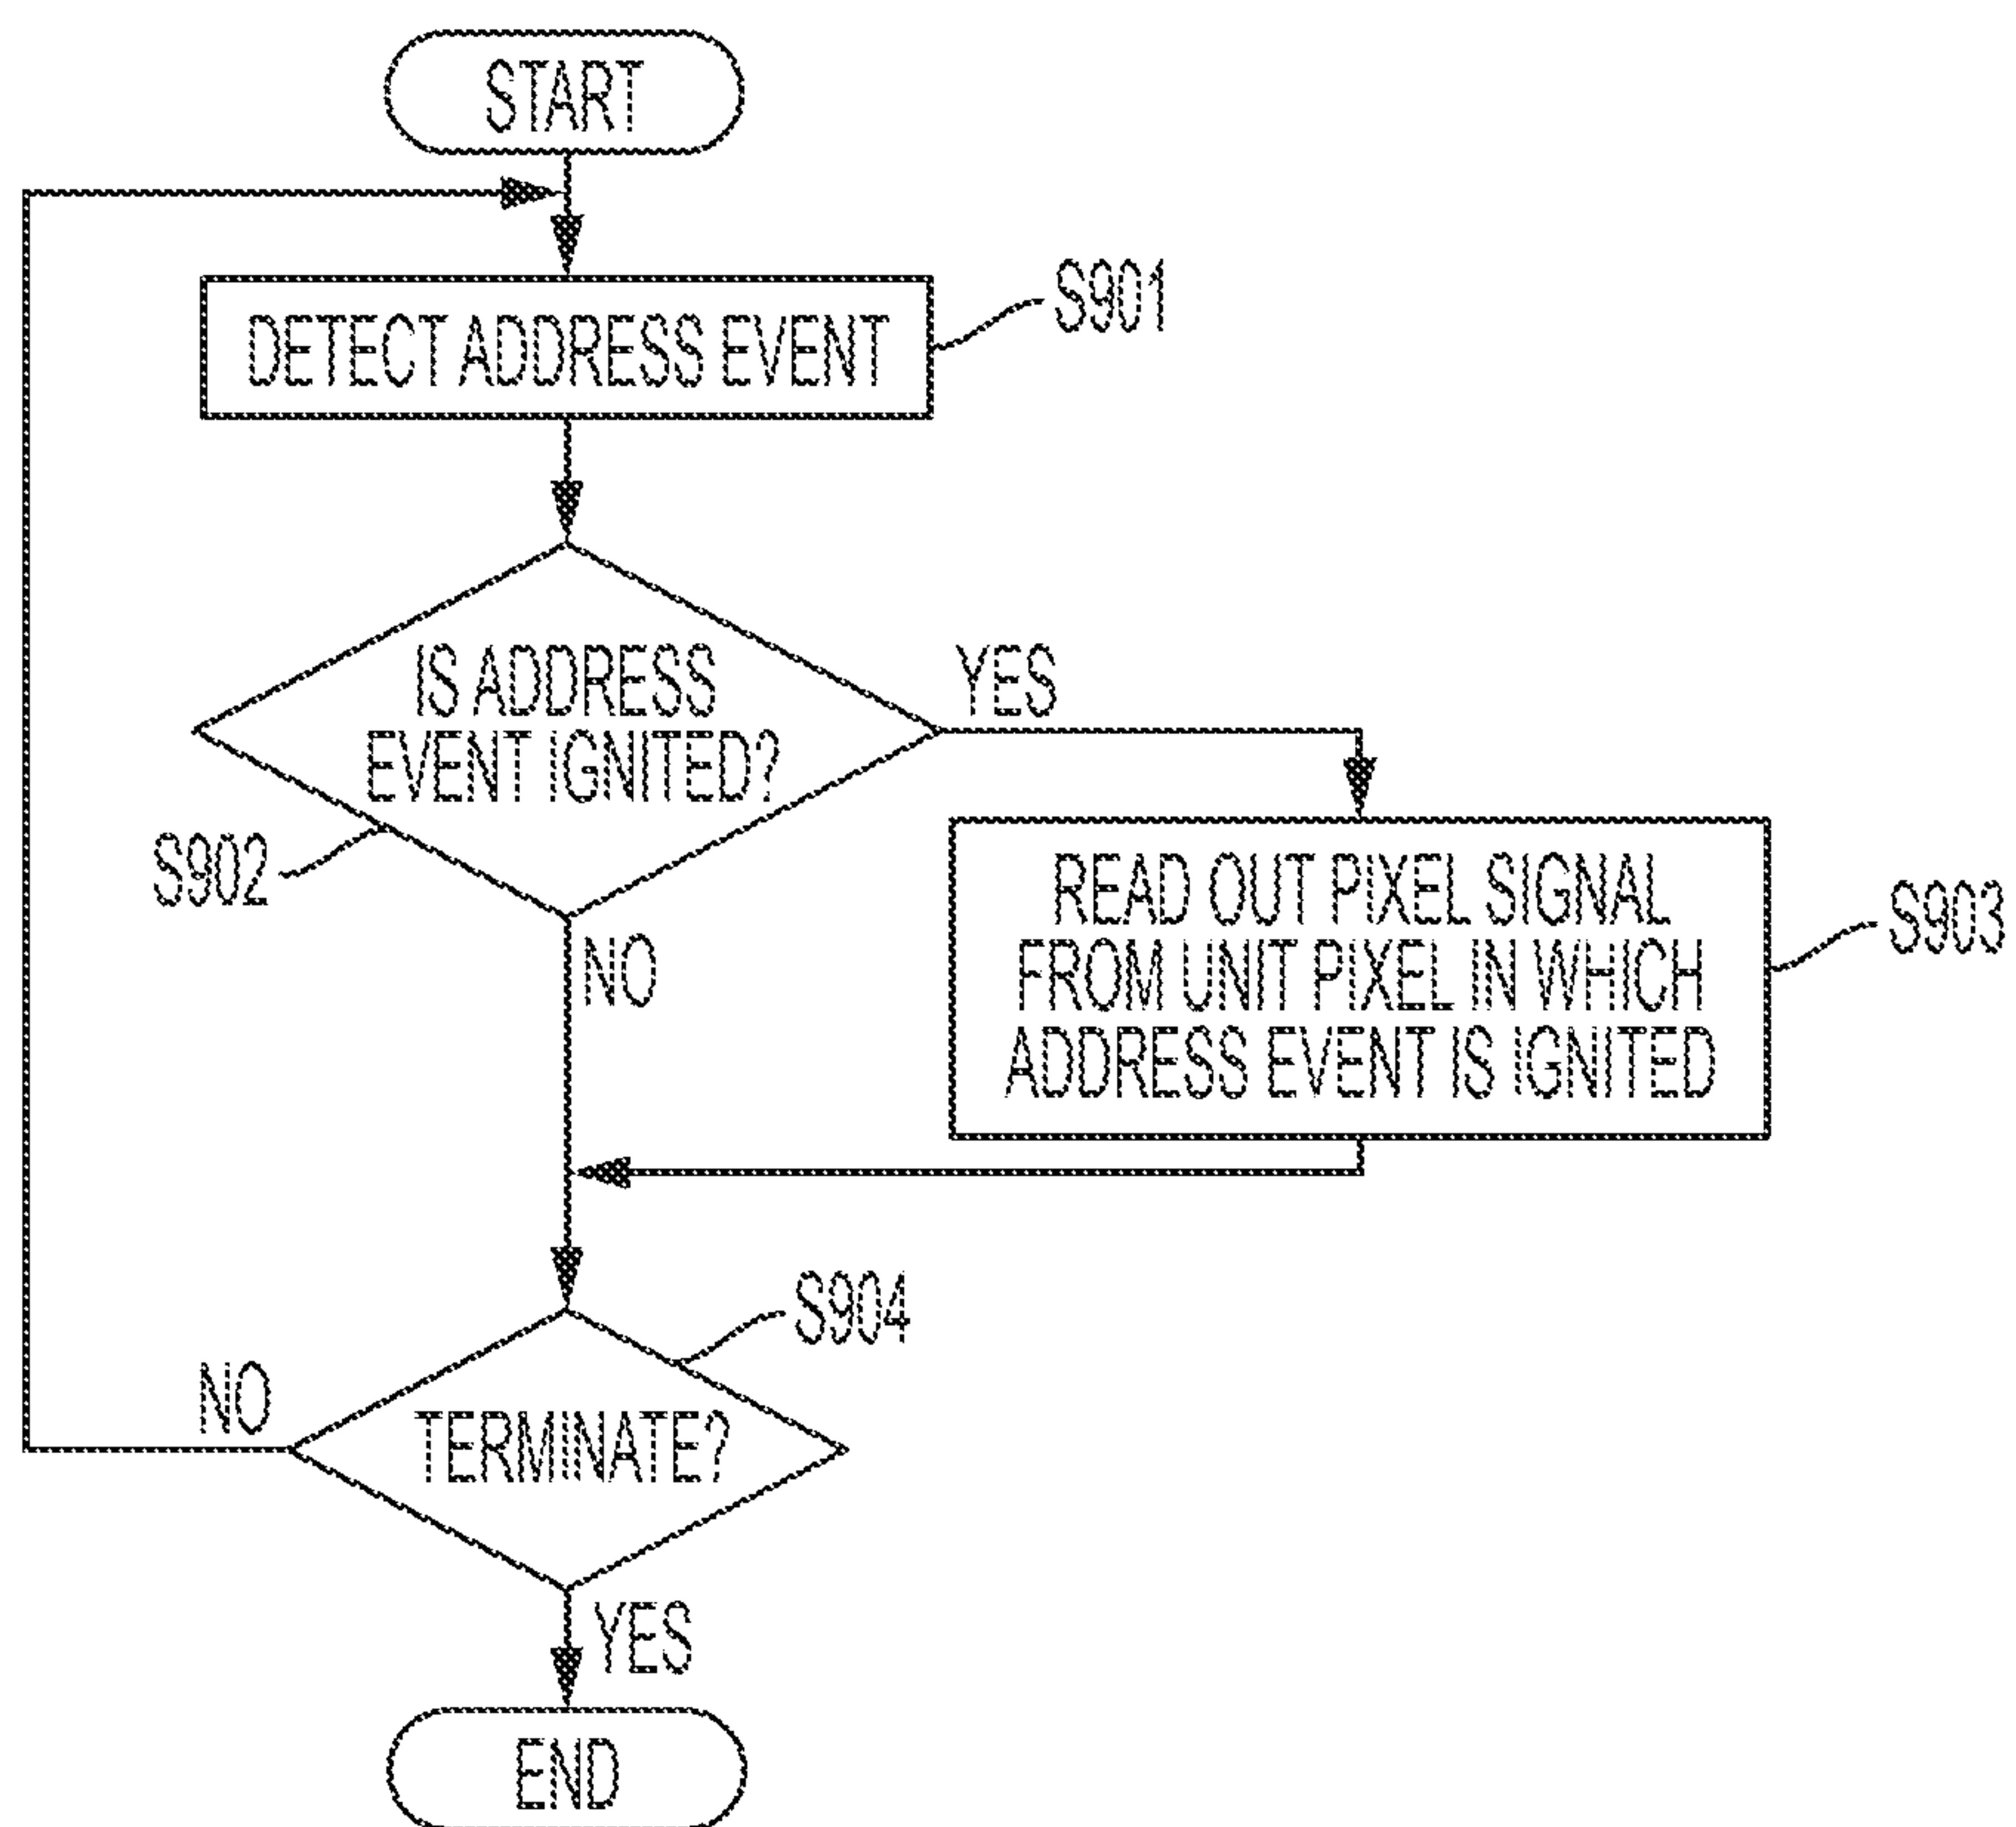 START
DETECT ADDRESS EVENT
S901
IS ADDRESS
EVENT IGNITED?
YES
S902
NO
READ OUT PIXEL SIGNAL
FROM UNIT PIXEL IN WHICH
ADDRESS EVENT IS IGNITED
S903
S904
NO
TERMINATE?
YES
END